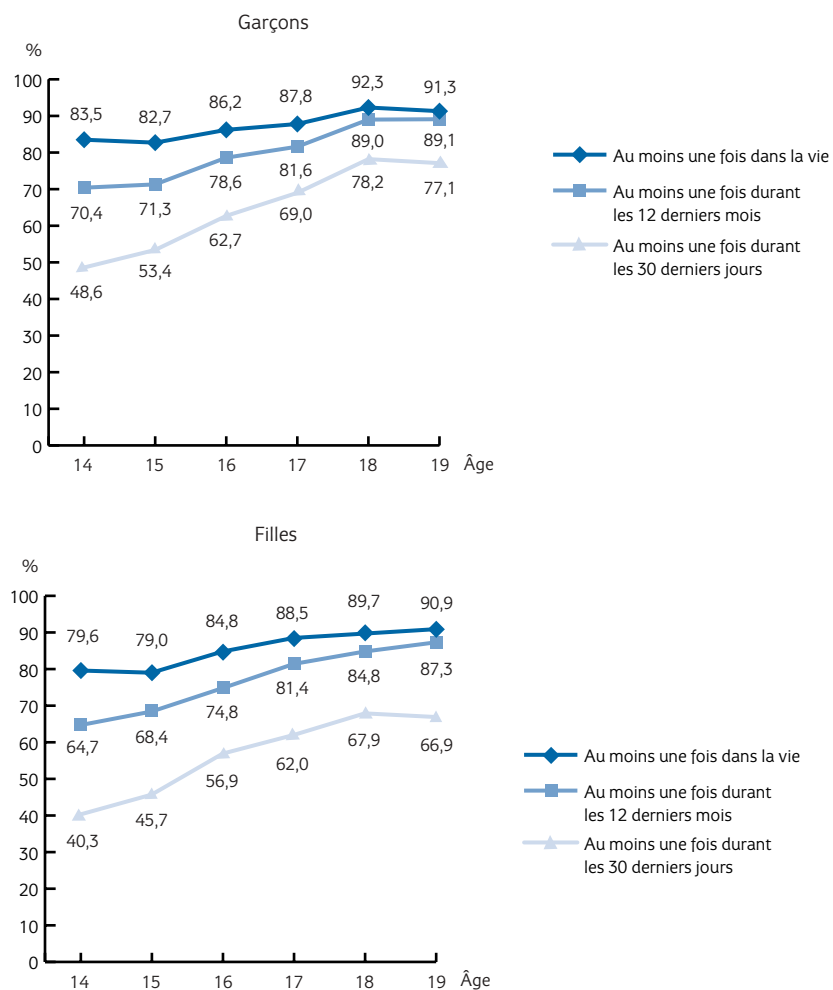 Garçons
%
100
90
80
70
60
50
40
30
20
10
0
83,5 82,7 86,2 87,8 92,3 91,3
70,4 71,3 78,6 81,6 89,0 89,1
48,6 53,4 62,7 69,0 78,2 77,1
14 15 16 17 18 19 Âge
Au moins une fois dans la vie
Au moins une fois durant
les 12 derniers mois
Au moins une fois durant
les 30 derniers jours
Filles
%
100
90
80
70
60
50
40
30
20
10
0
79,6 79,0 84,8 88,5 89,7 90,9
64,7 68,4 74,8 81,4 84,8 87,3
40,3 45,7 56,9 62,0 67,9 66,9
14 15 16 17 18 19 Âge
Au moins une fois dans la vie
Au moins une fois durant
les 12 derniers mois
Au moins une fois durant
les 30 derniers jours